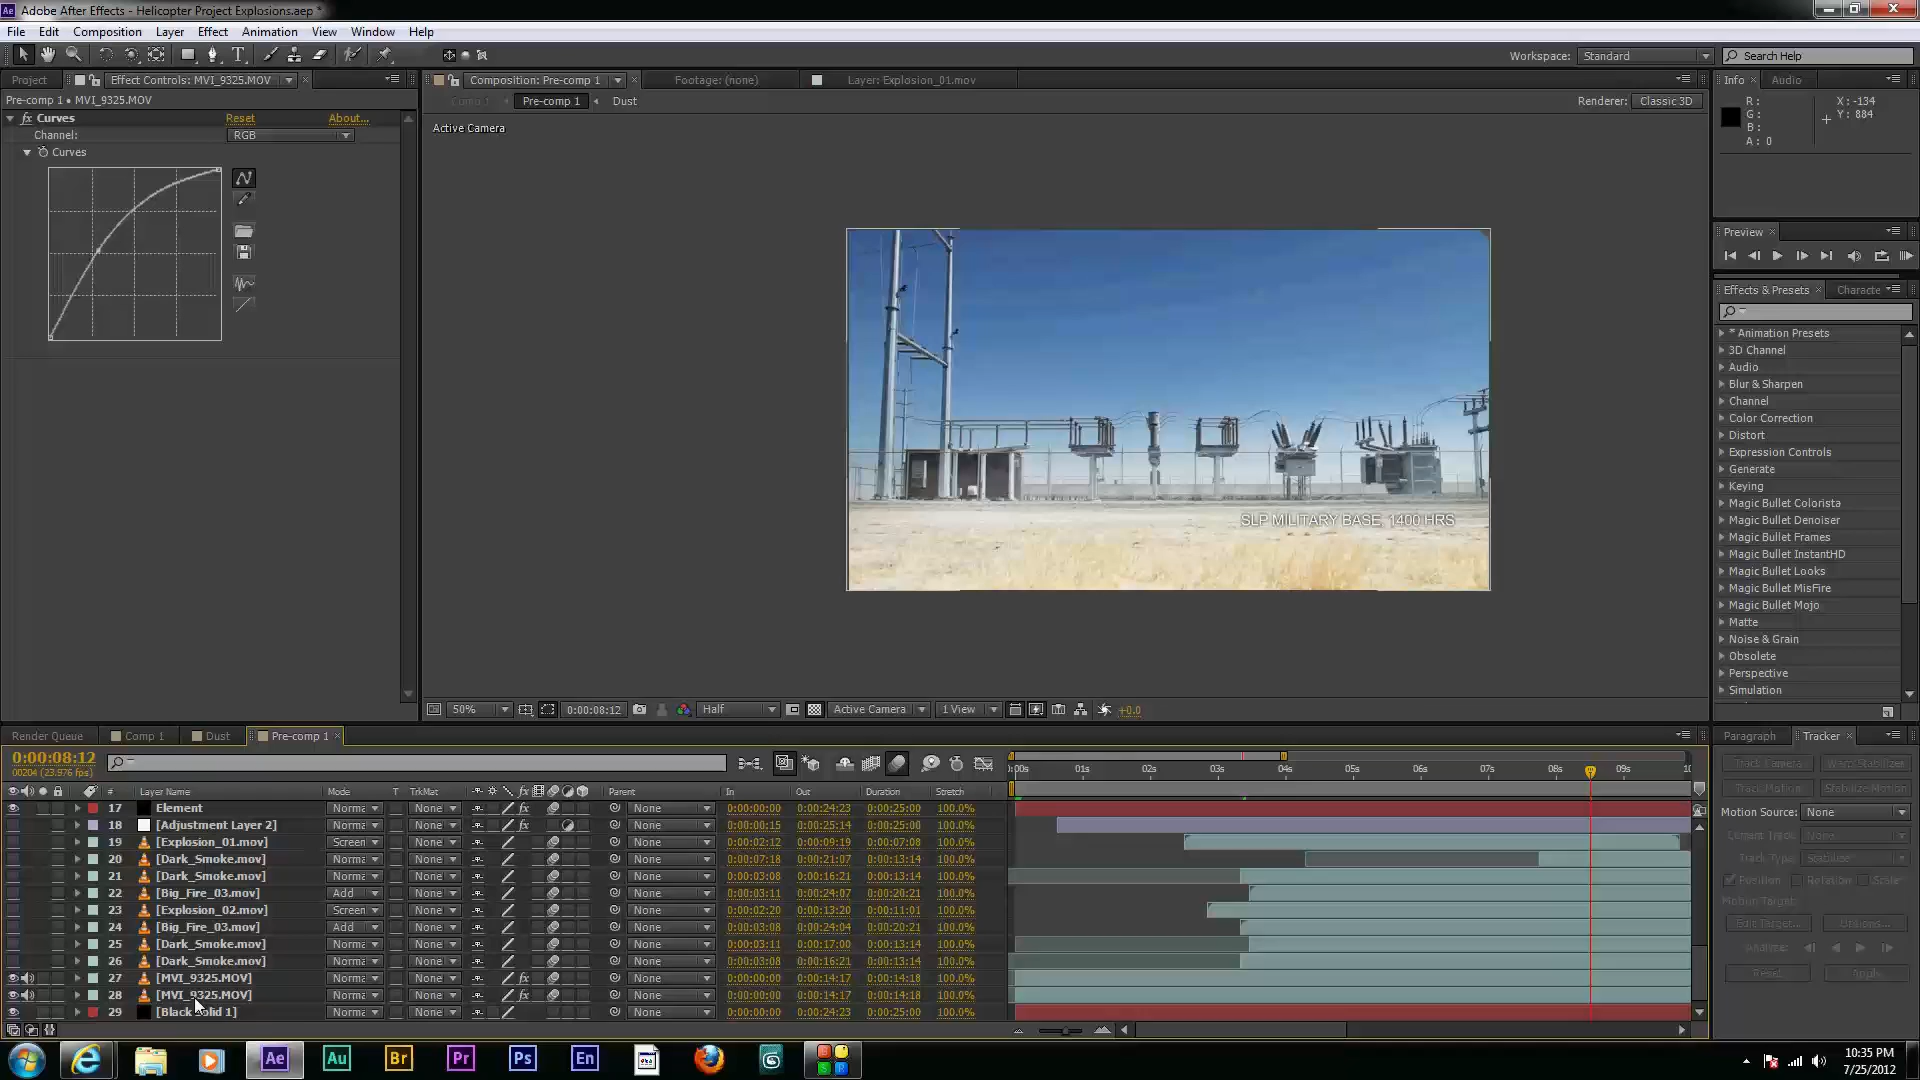 Adobe After Effects - Helicopter Project Explosions.aep *
File Edit Composition Layer Effect Animation View Window Help
Workspace: Standard Search Help
Project Effect Controls: MVI_9325.MOV Composition: Pre-comp 1 Footage: (none) Layer: Explosion_01.mov Info Audio
Pre-comp 1 • MVI_9325.MOV Comp 1 Pre-comp 1 Dust Renderer: Classic 3D
fx Curves Reset About...
Channel: RGB
Curves
Active Camera
R: X: -134
G: Y: 884
B:
A: 0
Preview
Effects & Presets Characte
* Animation Presets
3D Channel
Audio
Blur & Sharpen
Channel
Color Correction
Distort
Expression Controls
Generate
Keying
Magic Bullet Colorista
Magic Bullet Denoiser
Magic Bullet Frames
Magic Bullet InstantHD
Magic Bullet Looks
Magic Bullet MisFire
Magic Bullet Mojo
Matte
Noise & Grain
Obsolete
Perspective
Simulation
SLP MILITARY BASE, 1400 HRS
50% 0:00:08:12 Half Active Camera 1 View +0.0
Render Queue Comp 1 Dust Pre-comp 1 Paragraph Tracker
0:00:08:12
00204 (23.976 fps)
:00s 01s 02s 03s 04s 05s 06s 07s 08s 09s 10
# Layer Name Mode T TrkMat fx Parent In Out Duration Stretch
17 Element Norma None fx None 0:00:00:00 0:00:24:23 0:00:25:00 100.0%
18 [Adjustment Layer 2] Norma None fx None 0:00:00:15 0:00:25:14 0:00:25:00 100.0%
19 [Explosion_01.mov] Screen None None 0:00:02:12 0:00:09:19 0:00:07:08 100.0%
20 [Dark_Smoke.mov] Norma None None 0:00:07:18 0:00:21:07 0:00:13:14 100.0%
21 [Dark_Smoke.mov] Norma None None 0:00:03:08 0:00:16:21 0:00:13:14 100.0%
22 [Big_Fire_03.mov] Add None None 0:00:03:11 0:00:24:07 0:00:20:21 100.0%
23 [Explosion_02.mov] Screen None None 0:00:02:20 0:00:13:20 0:00:11:01 100.0%
24 [Big_Fire_03.mov] Add None None 0:00:03:08 0:00:24:04 0:00:20:21 100.0%
25 [Dark_Smoke.mov] Norma None None 0:00:03:11 0:00:17:00 0:00:13:14 100.0%
26 [Dark_Smoke.mov] Norma None None 0:00:03:08 0:00:16:21 0:00:13:14 100.0%
27 [MVI_9325.MOV] Norma None fx None 0:00:00:00 0:00:14:17 0:00:14:18 100.0%
28 [MVI_9325.MOV] Norma None fx None 0:00:00:00 0:00:14:17 0:00:14:18 100.0%
29 [Black olid 1] Norma None None 0:00:00:00 0:00:24:23 0:00:25:00 100.0%
Track Camera Warp Stabilizer
Track Motion Stabilize Motion
Motion Source: None
Current Track: None
Track Type: Stabilize
Position Rotation Scale
Motion Target:
Edit Target... Options...
Analyze:
Reset Apply
Ae Au Br Pr Ps En
10:35 PM
7/25/2012